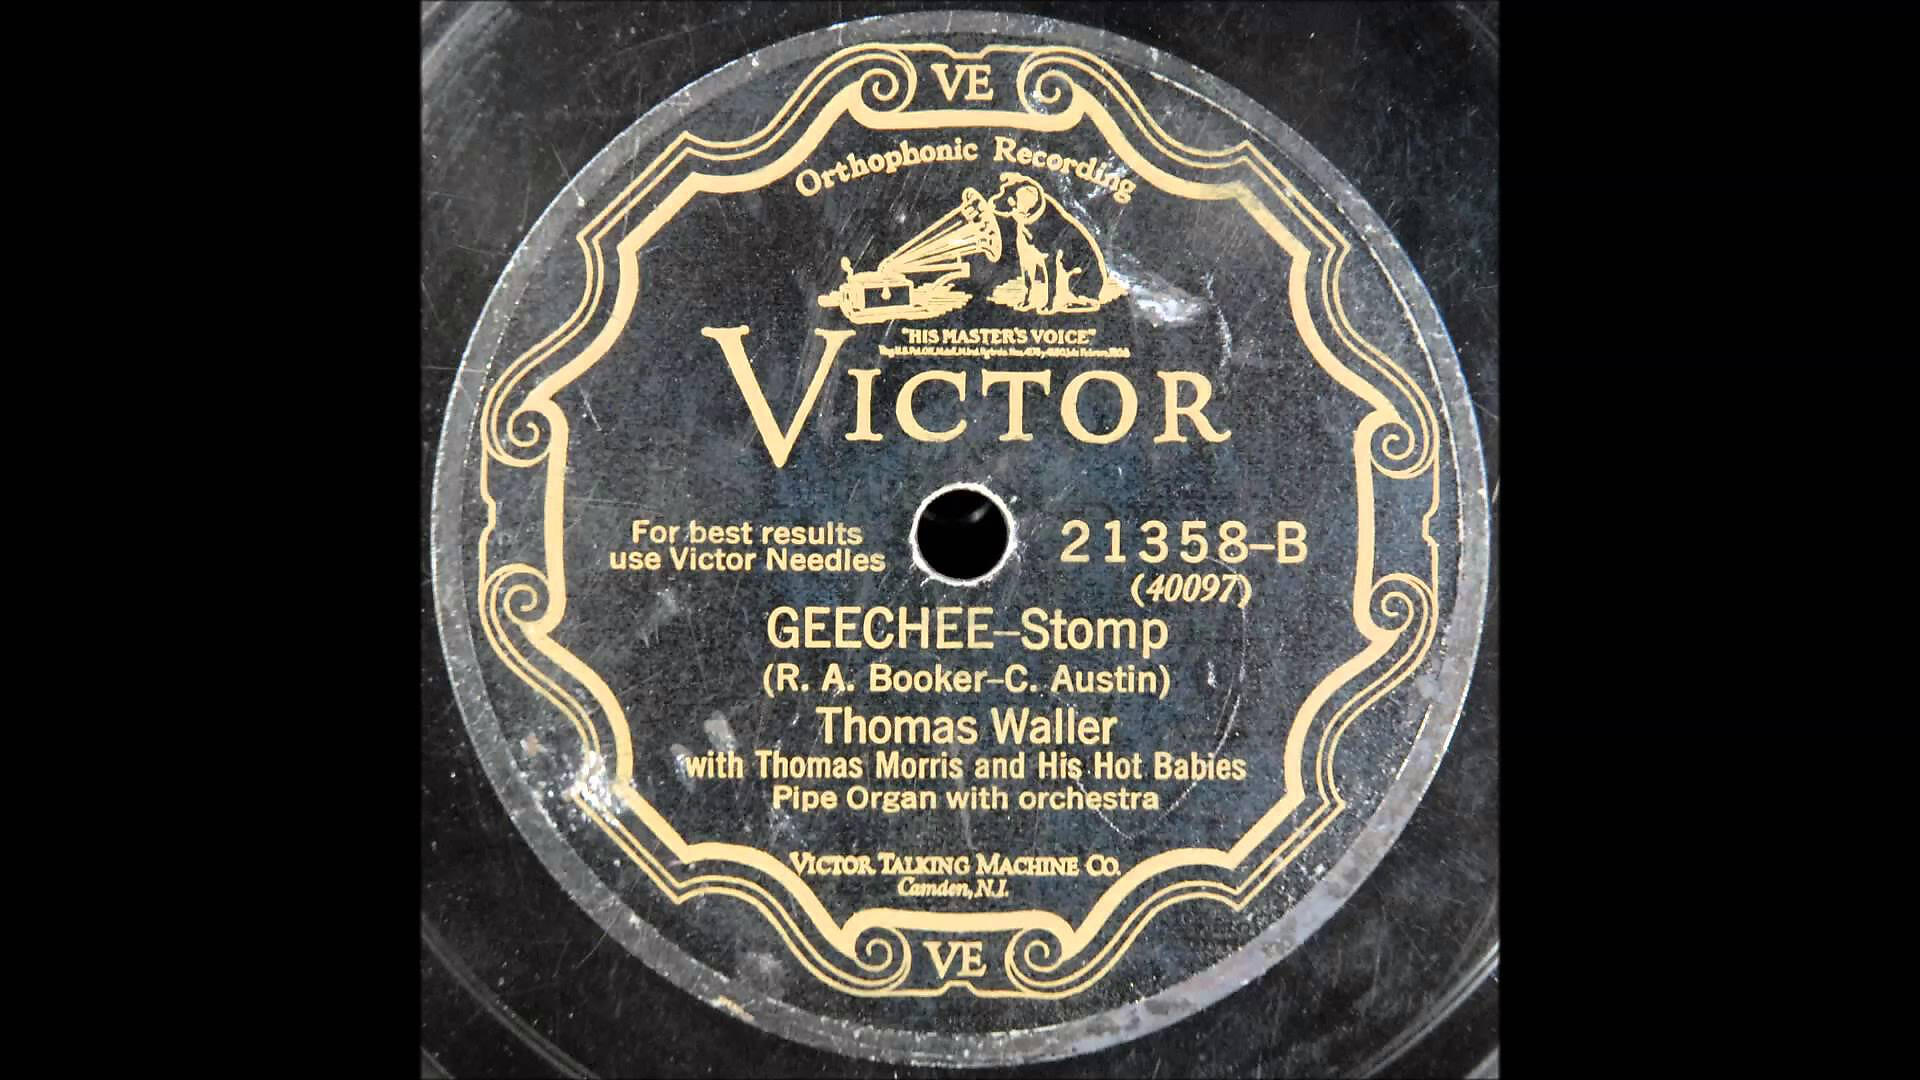 VE
Orthophonic Recording
"HIS MASTER'S VOICE"
VICTOR
For best results
use Victor Needles
21358-B
(40097)
GEECHEE-Stomp
(R. A. Booker-C. Austin)
Thomas Waller
with Thomas Morris and His Hot Babies
Pipe Organ with orchestra
VICTOR TALKING MACHINE CO.
Camden, N.J.
VE